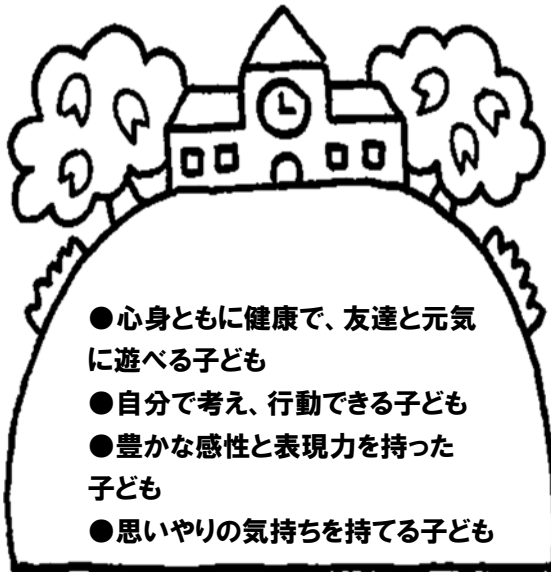 ●心身ともに健康で、友達と元気
に遊べる子ども
●自分で考え、行動できる子ども
●豊かな感性と表現力を持った
子ども
●思いやりの気持ちを持てる子ども